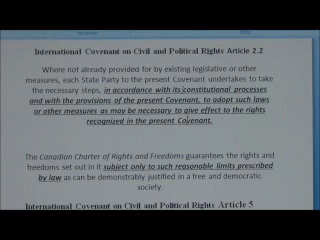 International Covenant on Civil and Political Rights Article 2.2
Where not already provided for by existing legislative or other
measures, each State Party to the present Covenant undertakes to take
the necessary steps, in accordance with its constitutional processes
and with the provisions of the present Covenant, to adopt such laws
or other measures as may be necessary to give effect to the rights
recognized in the present Covenant.
The Canadian Charter of Rights and Freedoms guarantees the rights and
freedoms set out in it subject only to such reasonable limits prescribed
by law as can be demonstrably justified in a free and democratic
society.
International Covenant on Civil and Political Rights Article 5